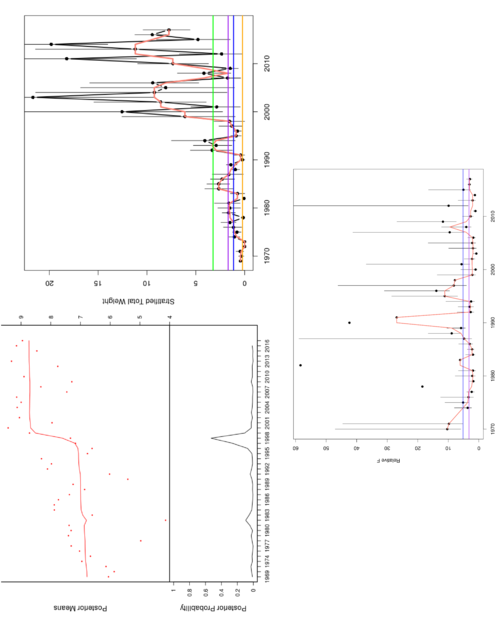 Stratified Total Weight
20 15 10 5 0
1970 1980 1990 2000 2010
Posterior Means
4 5 6 7 8 9
Posterior Probability
0 0.2 0.4 0.6 0.8 1
1969 1974 1977 1980 1983 1986 1989 1992 1995 1998 2001 2004 2007 2010 2013 2016
Relative F
60 50 40 30 20 10 0
1970 1980 1990 2000 2010